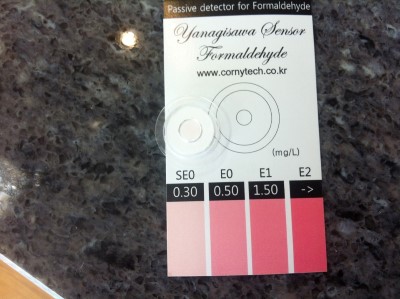 Passive detector for Formaldehyde
Yanagisawa Sensor
Formaldehyde
www.cornytech.co.kr
(mg/L)
SE0 E0 E1 E2
0.30 0.50 1.50 ->